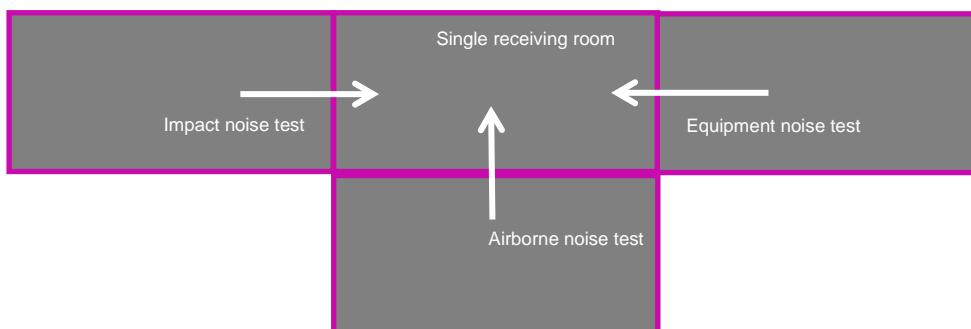 Single receiving room
Impact noise test
Equipment noise test
Airborne noise test